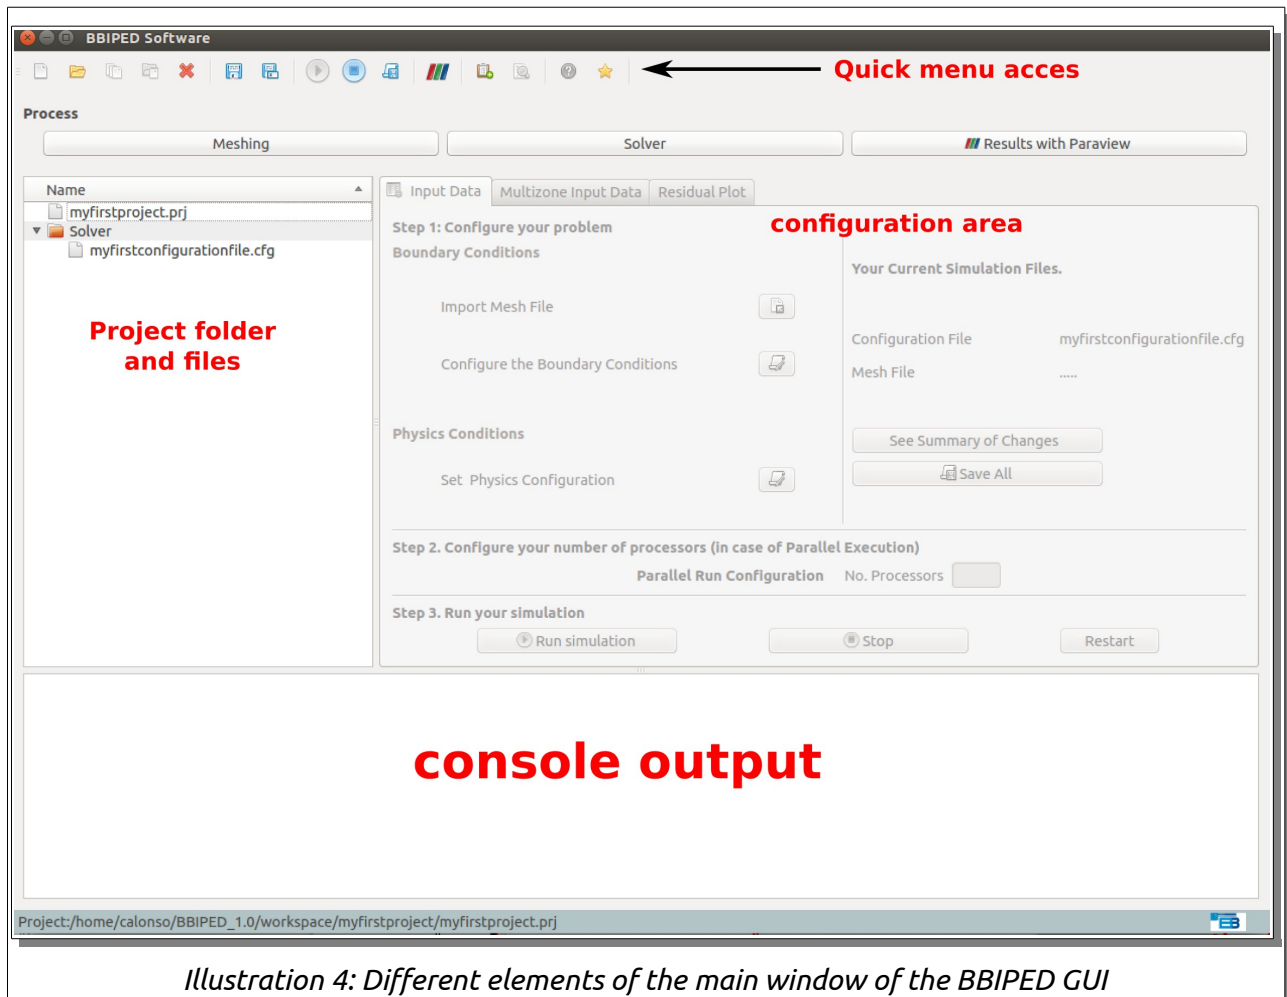 BBIPED Software
Quick menu acces
Process
Meshing
Solver
Results with Paraview
Name
myfirstproject.prj
Solver
myfirstconfigurationfile.cfg
Project folder
and files
Input Data
Multizone Input Data
Residual Plot
configuration area
Step 1: Configure your problem
Boundary Conditions
Import Mesh File
Configure the Boundary Conditions
Physics Conditions
Set Physics Configuration
Your Current Simulation Files.
Configuration File myfirstconfigurationfile.cfg
Mesh File .....
See Summary of Changes
Save All
Step 2. Configure your number of processors (in case of Parallel Execution)
Parallel Run Configuration No. Processors
Step 3. Run your simulation
Run simulation
Stop
Restart
console output
Project:/home/calonso/BBIPED_1.0/workspace/myfirstproject/myfirstproject.prj
EB
Illustration 4: Different elements of the main window of the BBIPED GUI